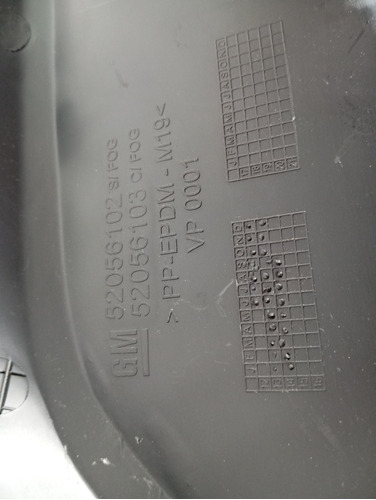 GM 52056102 S/FOG
52056103 C/FOG
>PP-EPDM-M19<
VP 0001
J F M A M J J A S O N D
J F M A M J J A S O N D